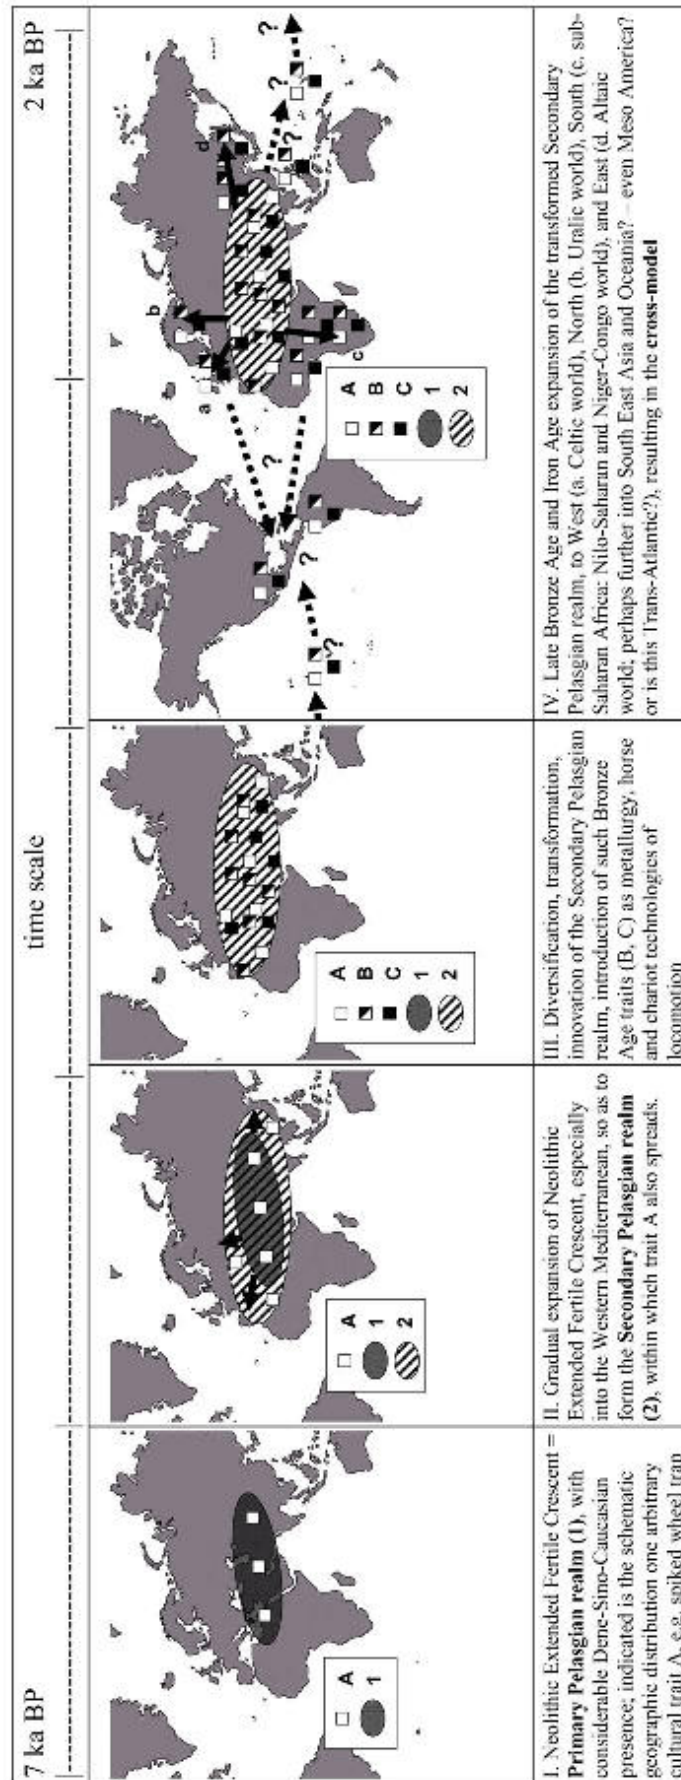 7 ka BP
time scale
2 ka BP
A
1
A
1
2
A
B
C
1
2
a
b
c
d
?
?
?
?
?
?
A
B
C
1
2
I. Neolithic Extended Fertile Crescent =
Primary Pelasgian realm (1), with
considerable Dene-Sino-Caucasian
presence; indicated is the schematic
geographic distribution one arbitrary
cultural trait A, e.g. spiked wheel trap
II. Gradual expansion of Neolithic
Extended Fertile Crescent, especially
into the Western Mediterranean, so as to
form the Secondary Pelasgian realm
(2), within which trait A also spreads.
III. Diversification, transformation,
innovation of the Secondary Pelasgian
realm, introduction of such Bronze
Age traits (B, C) as metallurgy, horse
and chariot technologies of
locomotion
IV. Late Bronze Age and Iron Age expansion of the transformed Secondary
Pelasgian realm, to West (a. Celtic world), North (b. Uralic world), South (c. sub-
Saharan Africa: Nilo-Saharan and Niger-Congo world), and East (d. Altaic
world; perhaps further into South East Asia and Oceania? – even Meso America?
or is this Trans-Atlantic?), resulting in the cross-model